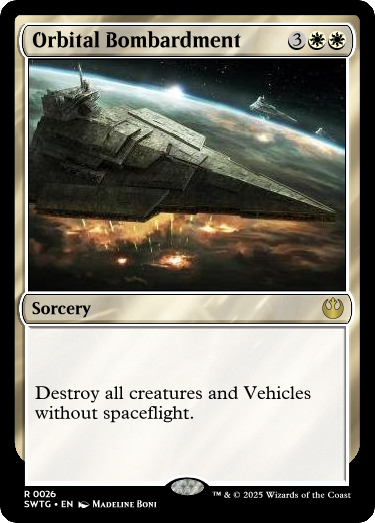 Orbital Bombardment 3
Sorcery
Destroy all creatures and Vehicles
without spaceflight.
R 0026
SWTG • EN MADELINE BONI
™ & © 2025 Wizards of the Coast